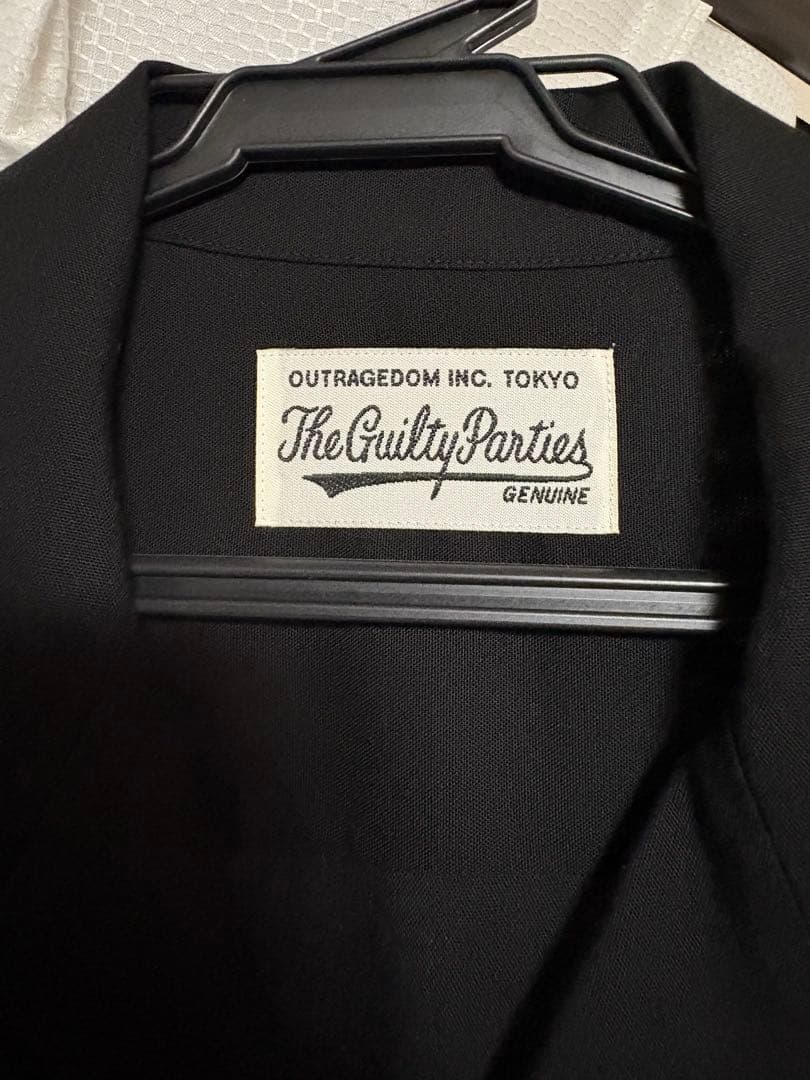 OUTRAGEDOM INC. TOKYO
The Guilty Parties
GENUINE